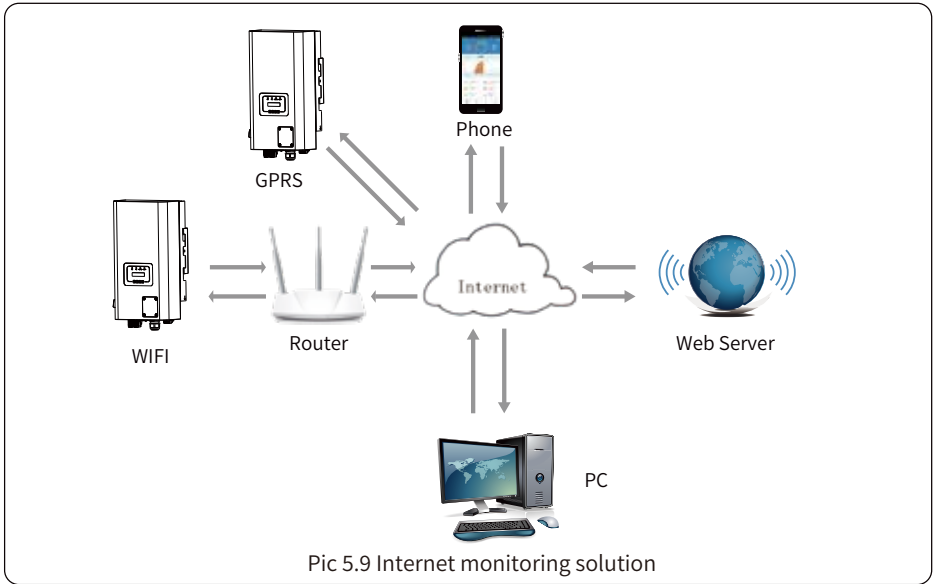 Phone
GPRS
Internet
WIFI
Router
Web Server
PC
Pic 5.9 Internet monitoring solution